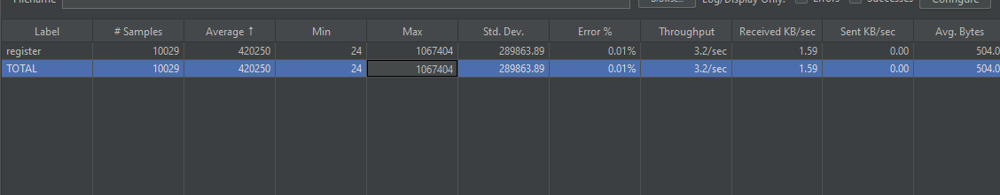 Filename Browse... Log/Display Only: Errors Successes Configure
Label # Samples Average ↑ Min Max Std. Dev. Error % Throughput Received KB/sec Sent KB/sec Avg. Bytes
register 10029 420250 24 1067404 289863.89 0.01% 3.2/sec 1.59 0.00 504.0
TOTAL 10029 420250 24 1067404 289863.89 0.01% 3.2/sec 1.59 0.00 504.0